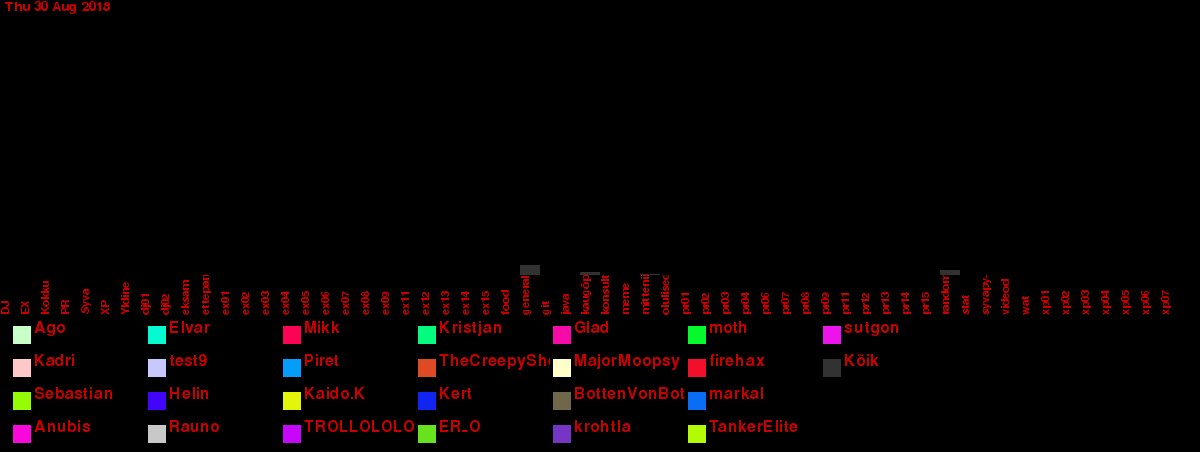 Thu 30 Aug 2018
DJ
EX
Kokku
PR
Syva
XP
Yldine
dj01
dj02
eksam
ettepan
ex01
ex02
ex03
ex04
ex05
ex06
ex07
ex08
ex09
ex11
ex12
ex13
ex14
ex15
food
general
git
java
kaugõp
konsult
meme
mitteniii
olulisec
pr01
pr02
pr03
pr04
pr06
pr07
pr08
pr09
pr11
pr12
pr13
pr14
pr15
random
stat
syvapy-
videod
wat
xp01
xp02
xp03
xp04
xp05
xp06
xp07
Ago Elvar Mikk Kristjan Glad moth sutgon
Kadri test9 Piret TheCreepySh MajorMoopsy firehax Kõik
Sebastian Helin Kaido.K Kert BottenVonBot markal
Anubis Rauno TROLLOLOLO ER_O krohtla TankerElite